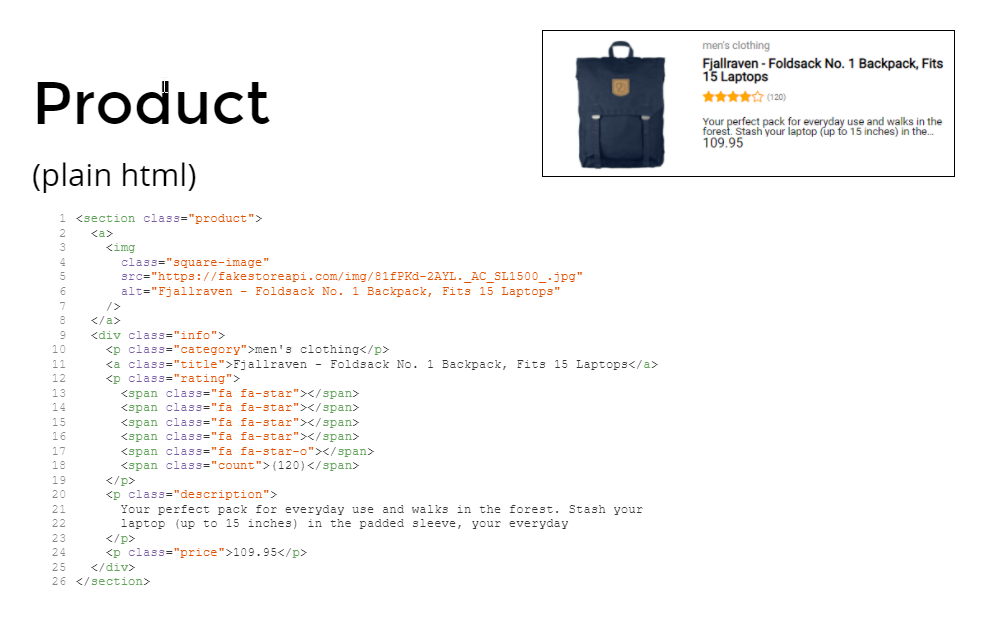 Product
(plain html)
men's clothing
Fjallraven - Foldsack No. 1 Backpack, Fits
15 Laptops
(120)
Your perfect pack for everyday use and walks in the
forest. Stash your laptop (up to 15 inches) in the...
109.95
1 <section class="product">
2 <a>
3 <img
4 class="square-image"
5 src="https://fakestoreapi.com/img/81fPKd-2AYL._AC_SL1500_.jpg"
6 alt="Fjallraven - Foldsack No. 1 Backpack, Fits 15 Laptops"
7 />
8 </a>
9 <div class="info">
10 <p class="category">men's clothing</p>
11 <a class="title">Fjallraven - Foldsack No. 1 Backpack, Fits 15 Laptops</a>
12 <p class="rating">
13 <span class="fa fa-star"></span>
14 <span class="fa fa-star"></span>
15 <span class="fa fa-star"></span>
16 <span class="fa fa-star"></span>
17 <span class="fa fa-star-o"></span>
18 <span class="count">(120)</span>
19 </p>
20 <p class="description">
21 Your perfect pack for everyday use and walks in the forest. Stash your
22 laptop (up to 15 inches) in the padded sleeve, your everyday
23 </p>
24 <p class="price">109.95</p>
25 </div>
26 </section>